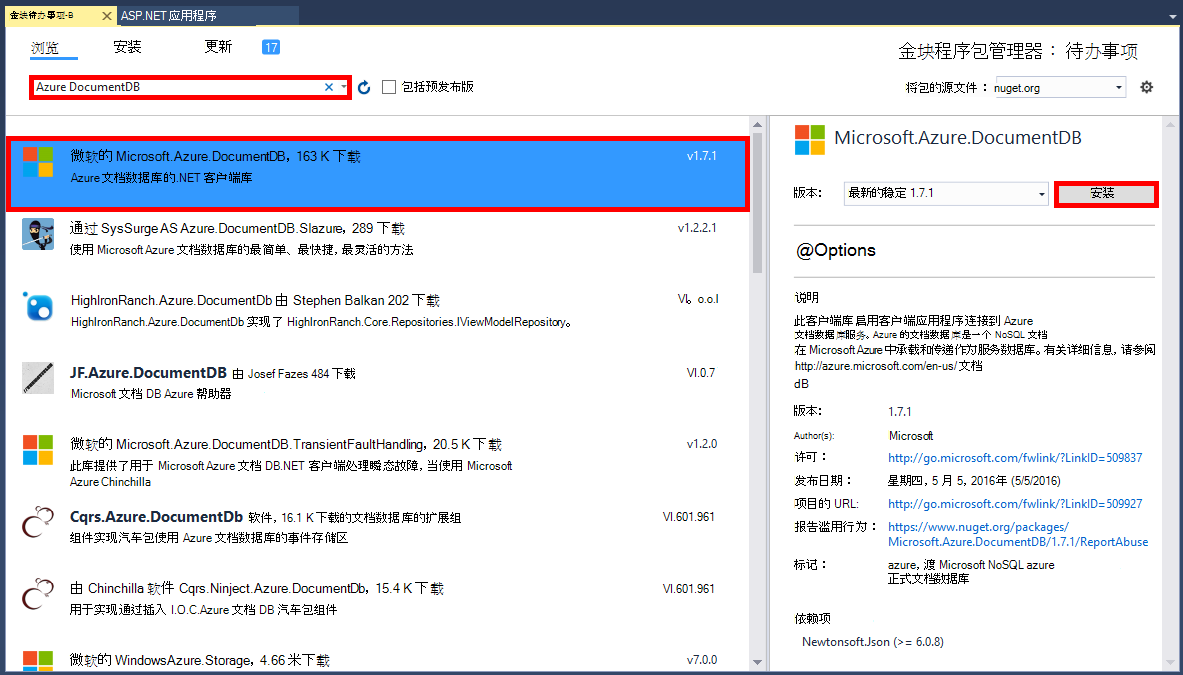 金块待办事项-B
ASP.NET 应用程序
浏览
安装
更新
17
金块程序包管理器： 待办事项
Azure DocumentDB
包括预发布版
将包的源文件： nuget.org
微软的 Microsoft.Azure.DocumentDB，163 K 下载
v1.7.1
Azure 文档数据库的.NET 客户端库
通过 SysSurge AS Azure.DocumentDB.Slazure，289 下载
v1.2.2.1
使用 Microsoft Azure 文档数据库的最简单、最快捷，最灵活的方法
HighIronRanch.Azure.DocumentDb 由 Stephen Balkan 202 下载
VI。o.o.l
HighIronRanch.Azure.DocumentDb 实现了 HighIronRanch.Core.Repositories.IViewModelRepository。
JF.Azure.DocumentDB 由 Josef Fazes 484 下载
VI.0.7
Microsoft 文档 DB Azure 帮助器
微软的 Microsoft.Azure.DocumentDB.TransientFaultHandling，20.5 K 下载
v1.2.0
此库提供了用于 Microsoft Azure 文档 DB.NET 客户端处理瞬态故障，当使用 Microsoft
Azure Chinchilla
Cqrs.Azure.DocumentDb 软件，16.1 K 下载的文档数据库的扩展组
VI.601.961
组件实现汽车包使用 Azure 文档数据库的事件存储区
由 Chinchilla 软件 Cqrs.Ninject.Azure.DocumentDb，15.4 K 下载
VI.601.961
用于实现通过插入 I.O.C.Azure 文档 DB 汽车包组件
微软的 WindowsAzure.Storage，4.66 米下载
v7.0.0
Microsoft.Azure.DocumentDB
版本： 最新的稳定 1.7.1
安装
@Options
说明
此客户端库启用客户端应用程序连接到 Azure
文档数据库服务。Azure 的文档数据库是一个 NoSQL 文档
在 Microsoft Azure 中承载和传递作为服务数据库。有关详细信息，请参阅
http://azure.microsoft.com/en-us/文档
dB
版本： 1.7.1
Author(s): Microsoft
许可： http://go.microsoft.com/fwlink/?LinkID=509837
发布日期： 星期四，5 月 5，2016年 (5/5/2016)
项目的 URL: http://go.microsoft.com/fwlink/?LinkID=509927
报告滥用行为： https://www.nuget.org/packages/
Microsoft.Azure.DocumentDB/1.7.1/ReportAbuse
标记： azure，渡 Microsoft NoSQL azure
正式文档数据库
依赖项
Newtonsoft.Json (>= 6.0.8)